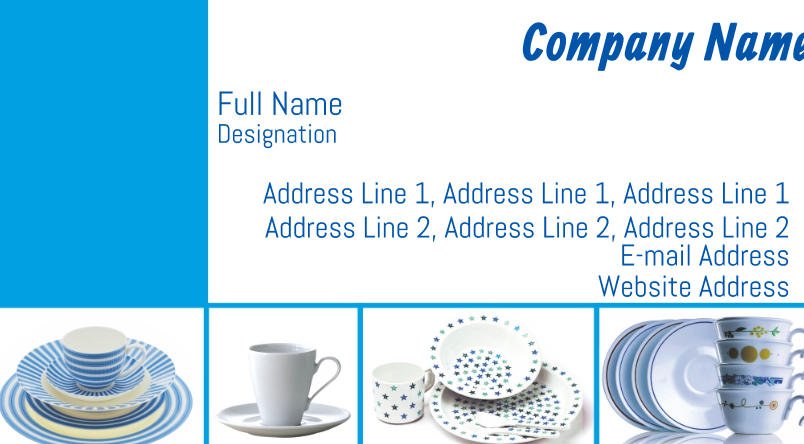 Company Name
Full Name
Designation
Address Line 1, Address Line 1, Address Line 1
Address Line 2, Address Line 2, Address Line 2
E-mail Address
Website Address